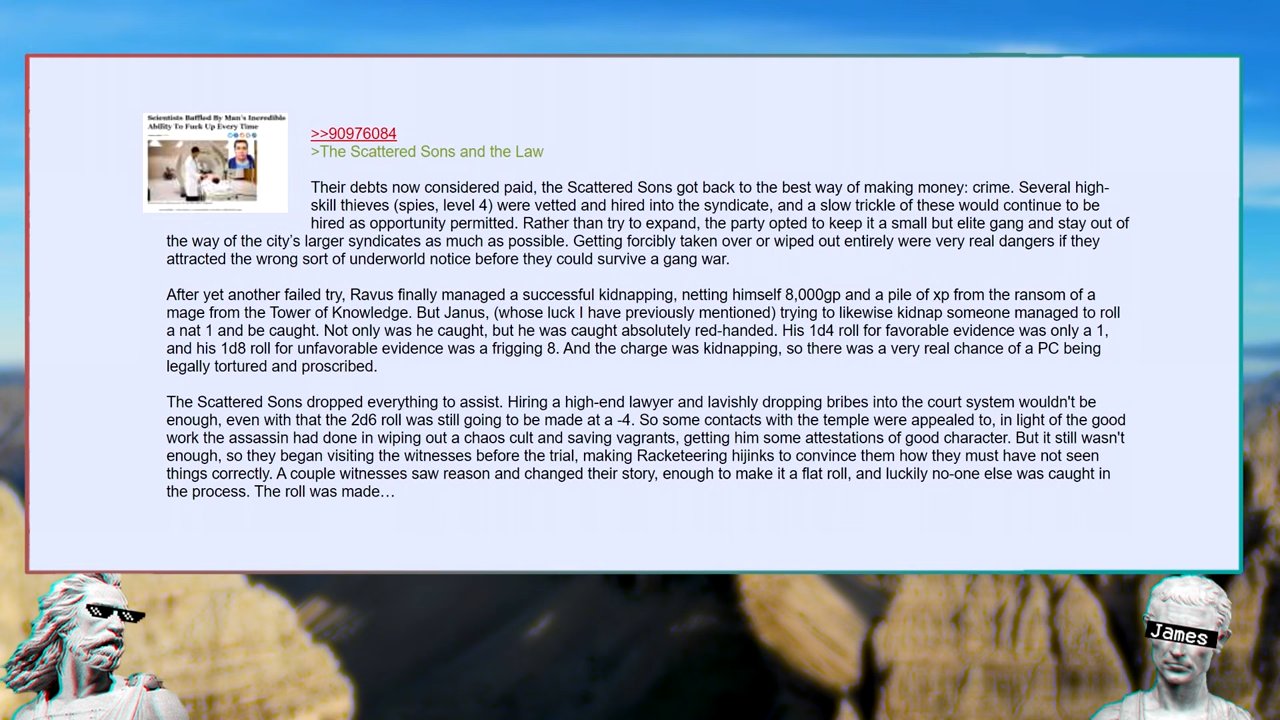 Scientists Baffled By Man's Incredible
Ability To Fuck Up Every Time
>>90976084
>The Scattered Sons and the Law
Their debts now considered paid, the Scattered Sons got back to the best way of making money: crime. Several high-
skill thieves (spies, level 4) were vetted and hired into the syndicate, and a slow trickle of these would continue to be
hired as opportunity permitted. Rather than try to expand, the party opted to keep it a small but elite gang and stay out of
the way of the city’s larger syndicates as much as possible. Getting forcibly taken over or wiped out entirely were very real dangers if they
attracted the wrong sort of underworld notice before they could survive a gang war.
After yet another failed try, Ravus finally managed a successful kidnapping, netting himself 8,000gp and a pile of xp from the ransom of a
mage from the Tower of Knowledge. But Janus, (whose luck I have previously mentioned) trying to likewise kidnap someone managed to roll
a nat 1 and be caught. Not only was he caught, but he was caught absolutely red-handed. His 1d4 roll for favorable evidence was only a 1,
and his 1d8 roll for unfavorable evidence was a frigging 8. And the charge was kidnapping, so there was a very real chance of a PC being
legally tortured and proscribed.
The Scattered Sons dropped everything to assist. Hiring a high-end lawyer and lavishly dropping bribes into the court system wouldn't be
enough, even with that the 2d6 roll was still going to be made at a -4. So some contacts with the temple were appealed to, in light of the good
work the assassin had done in wiping out a chaos cult and saving vagrants, getting him some attestations of good character. But it still wasn't
enough, so they began visiting the witnesses before the trial, making Racketeering hijinks to convince them how they must have not seen
things correctly. A couple witnesses saw reason and changed their story, enough to make it a flat roll, and luckily no-one else was caught in
the process. The roll was made…
James